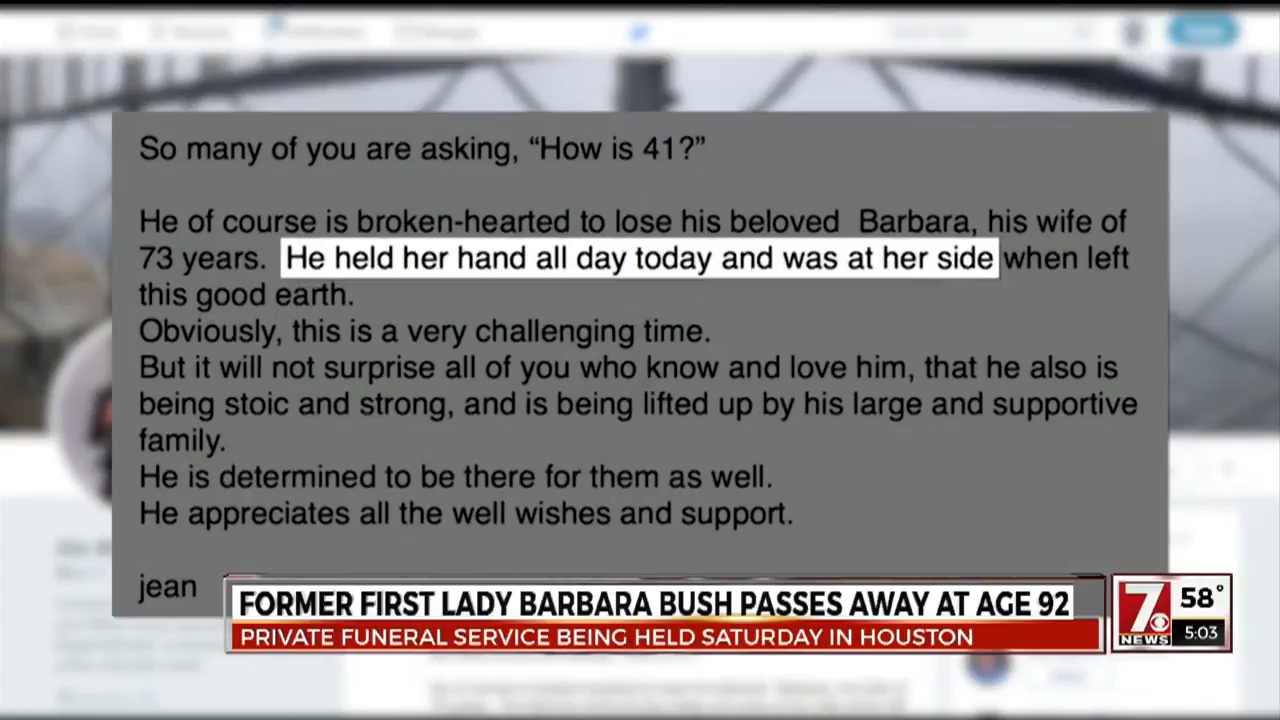 So many of you are asking, “How is 41?”
He of course is broken-hearted to lose his beloved Barbara, his wife of
73 years. He held her hand all day today and was at her side when left
this good earth.
Obviously, this is a very challenging time.
But it will not surprise all of you who know and love him, that he also is
being stoic and strong, and is being lifted up by his large and supportive
family.
He is determined to be there for them as well.
He appreciates all the well wishes and support.
jean
FORMER FIRST LADY BARBARA BUSH PASSES AWAY AT AGE 92
PRIVATE FUNERAL SERVICE BEING HELD SATURDAY IN HOUSTON
7
NEWS
58°
5:03